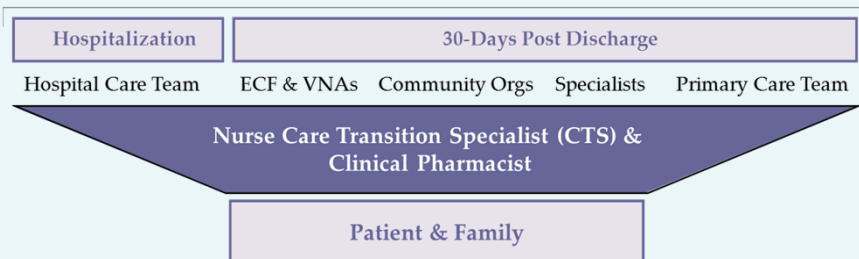 Hospitalization
30-Days Post Discharge
Hospital Care Team
ECF & VNAs
Community Orgs
Specialists
Primary Care Team
Nurse Care Transition Specialist (CTS) &
Clinical Pharmacist
Patient & Family